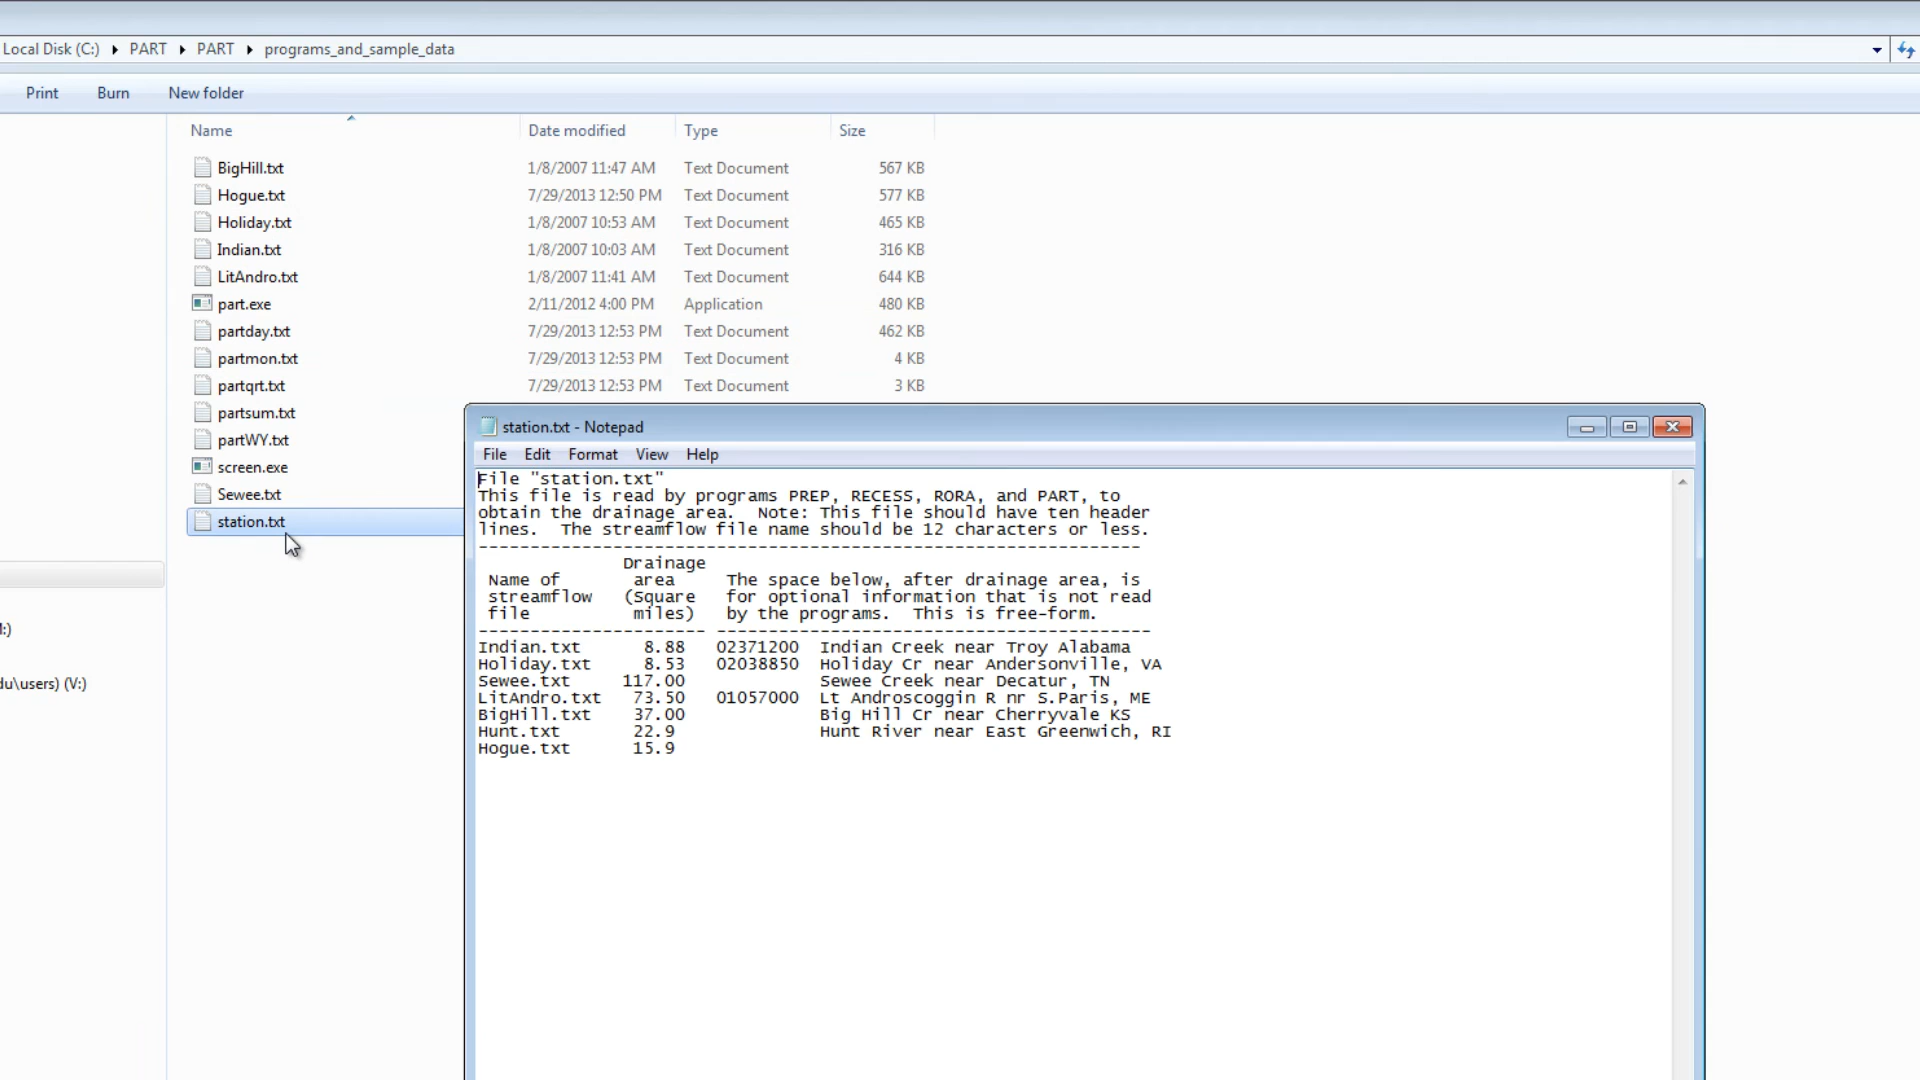 Local Disk (C:) ▸ PART ▸ PART ▸ programs_and_sample_data
Print Burn New folder
Name Date modified Type Size
BigHill.txt 1/8/2007 11:47 AM Text Document 567 KB
Hogue.txt 7/29/2013 12:50 PM Text Document 577 KB
Holiday.txt 1/8/2007 10:53 AM Text Document 465 KB
Indian.txt 1/8/2007 10:03 AM Text Document 316 KB
LitAndro.txt 1/8/2007 11:41 AM Text Document 644 KB
part.exe 2/11/2012 4:00 PM Application 480 KB
partday.txt 7/29/2013 12:53 PM Text Document 462 KB
partmon.txt 7/29/2013 12:53 PM Text Document 4 KB
partqrt.txt 7/29/2013 12:53 PM Text Document 3 KB
partsum.txt
partWY.txt
screen.exe
Sewee.txt
station.txt
:)
du\users) (V:)
station.txt - Notepad
File Edit Format View Help
File "station.txt"
This file is read by programs PREP, RECESS, RORA, and PART, to
obtain the drainage area.  Note: This file should have ten header
lines.  The streamflow file name should be 12 characters or less.
----------------------------------------------------------------
Drainage
Name of area The space below, after drainage area, is
streamflow (Square for optional information that is not read
file miles) by the programs.  This is free-form.
---------------------- ------------------------------------------
Indian.txt 8.88 02371200 Indian Creek near Troy Alabama
Holiday.txt 8.53 02038850 Holiday Cr near Andersonville, VA
Sewee.txt 117.00 Sewee Creek near Decatur, TN
LitAndro.txt 73.50 01057000 Lt Androscoggin R nr S.Paris, ME
BigHill.txt 37.00 Big Hill Cr near Cherryvale KS
Hunt.txt 22.9 Hunt River near East Greenwich, RI
Hogue.txt 15.9